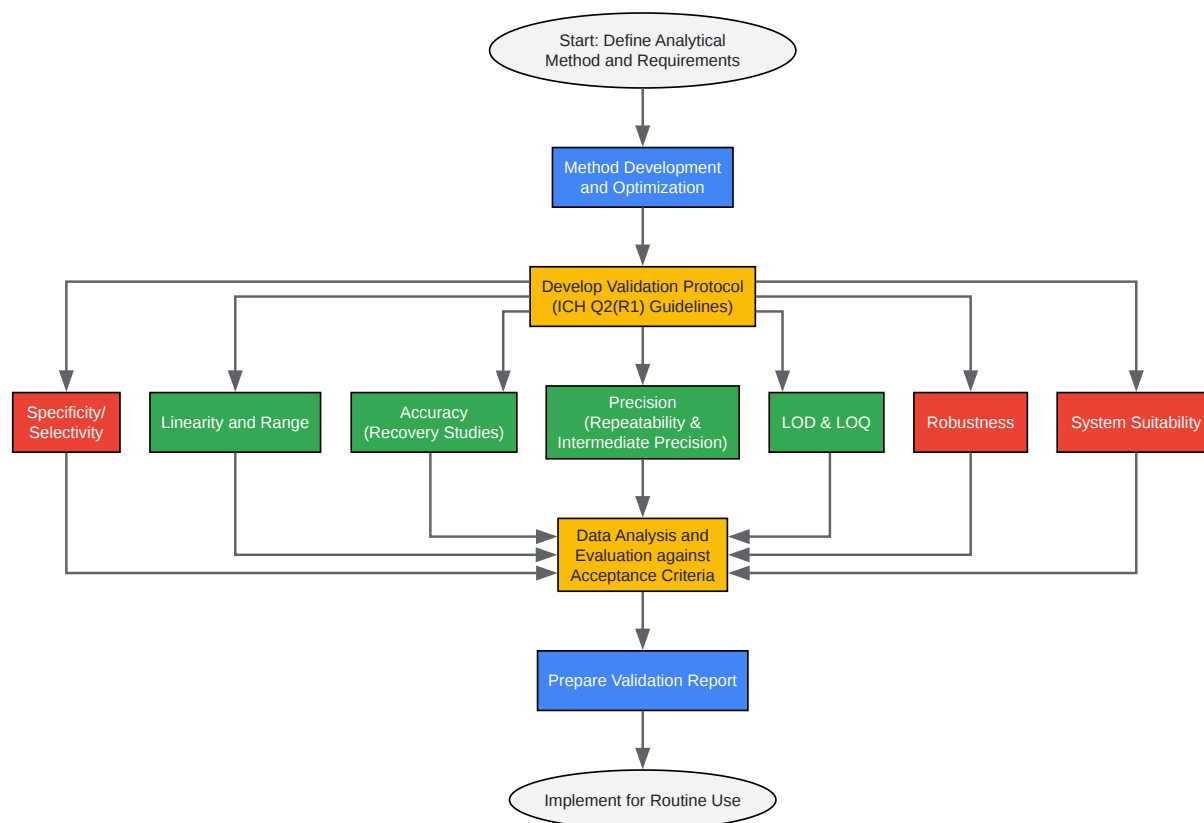 Start: Define Analytical
Method and Requirements
Method Development
and Optimization
Develop Validation Protocol
(ICH Q2(R1) Guidelines)
Specificity/
Selectivity
Linearity and Range
Accuracy
(Recovery Studies)
Precision
(Repeatability &
Intermediate Precision)
LOD & LOQ
Robustness
System Suitability
Data Analysis and
Evaluation against
Acceptance Criteria
Prepare Validation Report
Implement for Routine Use